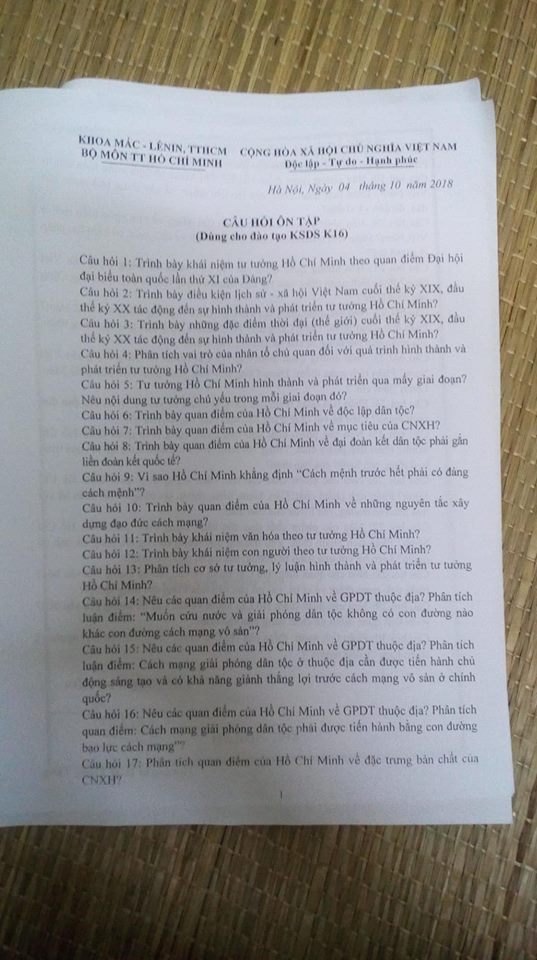 KHOA MÁC - LÊNIN, TTHCM
BỘ MÔN TT HỒ CHÍ MINH
CỘNG HÒA XÃ HỘI CHỦ NGHĨA VIỆT NAM
Độc lập - Tự do - Hạnh phúc
Hà Nội, Ngày 04 tháng 10 năm 2018
CÂU HỎI ÔN TẬP
(Dùng cho đào tạo KSDS K16)
Câu hỏi 1: Trình bày khái niệm tư tưởng Hồ Chí Minh theo quan điểm Đại hội
đại biểu toàn quốc lần thứ XI của Đảng?
Câu hỏi 2: Trình bày điều kiện lịch sử - xã hội Việt Nam cuối thế kỷ XIX, đầu
thế kỷ XX tác động đến sự hình thành và phát triển tư tưởng Hồ Chí Minh?
Câu hỏi 3: Trình bày những đặc điểm thời đại (thế giới) cuối thế kỷ XIX, đầu
thế kỷ XX tác động đến sự hình thành và phát triển tư tưởng Hồ Chí Minh?
Câu hỏi 4: Phân tích vai trò của nhân tố chủ quan đối với quá trình hình thành và
phát triển tư tưởng Hồ Chí Minh?
Câu hỏi 5: Tư tưởng Hồ Chí Minh hình thành và phát triển qua mấy giai đoạn?
Nêu nội dung tư tưởng chủ yếu trong mỗi giai đoạn đó?
Câu hỏi 6: Trình bày quan điểm của Hồ Chí Minh về độc lập dân tộc?
Câu hỏi 7: Trình bày quan điểm của Hồ Chí Minh về mục tiêu của CNXH?
Câu hỏi 8: Trình bày quan điểm của Hồ Chí Minh về đại đoàn kết dân tộc phải gắn
liền đoàn kết quốc tế?
Câu hỏi 9: Vì sao Hồ Chí Minh khẳng định "Cách mệnh trước hết phải có đảng
cách mệnh"?
Câu hỏi 10: Trình bày quan điểm của Hồ Chí Minh về những nguyên tắc xây
dựng đạo đức cách mạng?
Câu hỏi 11: Trình bày khái niệm văn hóa theo tư tưởng Hồ Chí Minh?
Câu hỏi 12: Trình bày khái niệm con người theo tư tưởng Hồ Chí Minh?
Câu hỏi 13: Phân tích cơ sở tư tưởng, lý luận hình thành và phát triển tư tưởng
Hồ Chí Minh?
Câu hỏi 14: Nêu các quan điểm của Hồ Chí Minh về GPDT thuộc địa? Phân tích
luận điểm: "Muốn cứu nước và giải phóng dân tộc không có con đường nào
khác con đường cách mạng vô sản"?
Câu hỏi 15: Nêu các quan điểm của Hồ Chí Minh về GPDT thuộc địa? Phân tích
luận điểm: Cách mạng giải phóng dân tộc ở thuộc địa cần được tiến hành chủ
động sáng tạo và có khả năng giành thắng lợi trước cách mạng vô sản ở chính
quốc?
Câu hỏi 16: Nêu các quan điểm của Hồ Chí Minh về GPDT thuộc địa? Phân tích
quan điểm: Cách mạng giải phóng dân tộc phải được tiến hành bằng con đường
bạo lực cách mạng"?
Câu hỏi 17: Phân tích quan điểm của Hồ Chí Minh về đặc trưng bản chất của
CNXH?
1